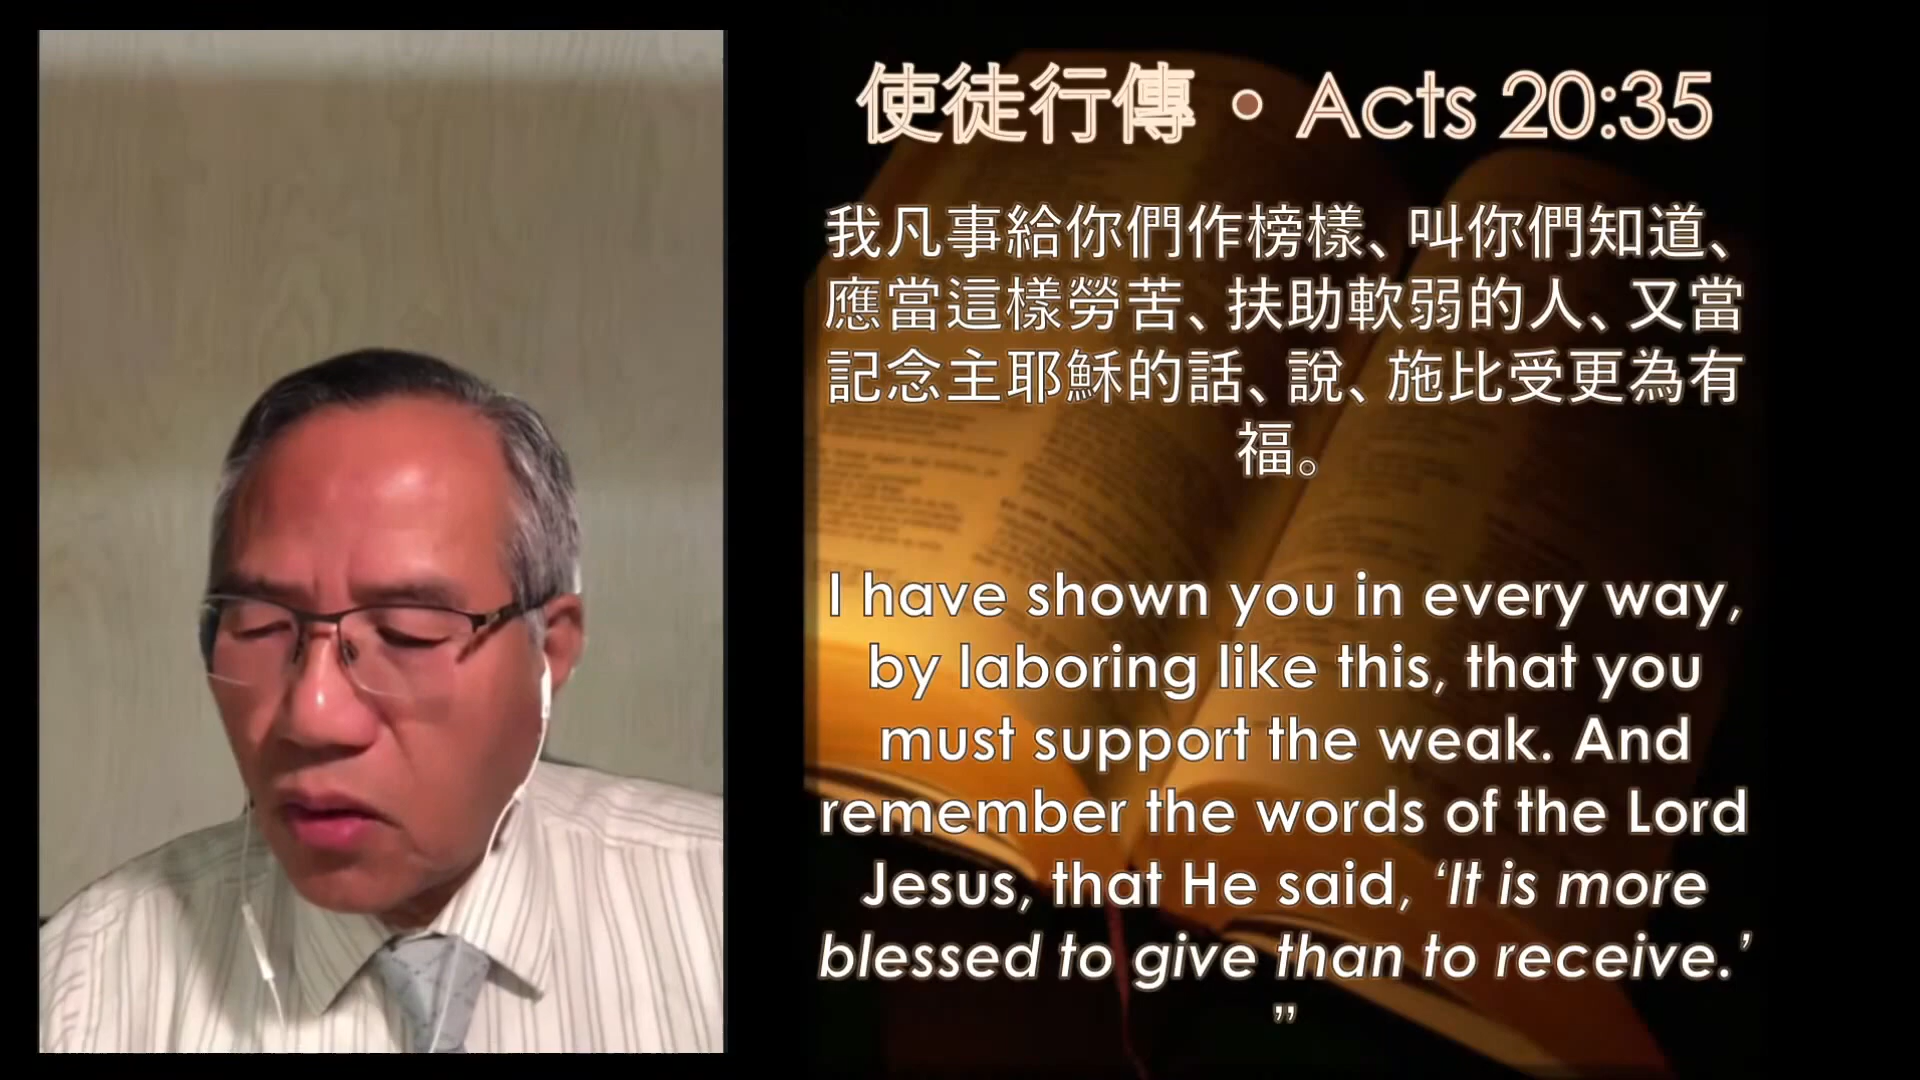 使徒行傳 • Acts 20:35
我凡事給你們作榜樣、叫你們知道、
應當這樣勞苦、扶助軟弱的人、又當
記念主耶穌的話、說、施比受更為有
福。
I have shown you in every way,
by laboring like this, that you
must support the weak. And
remember the words of the Lord
Jesus, that He said, ‘It is more
blessed to give than to receive.’
”